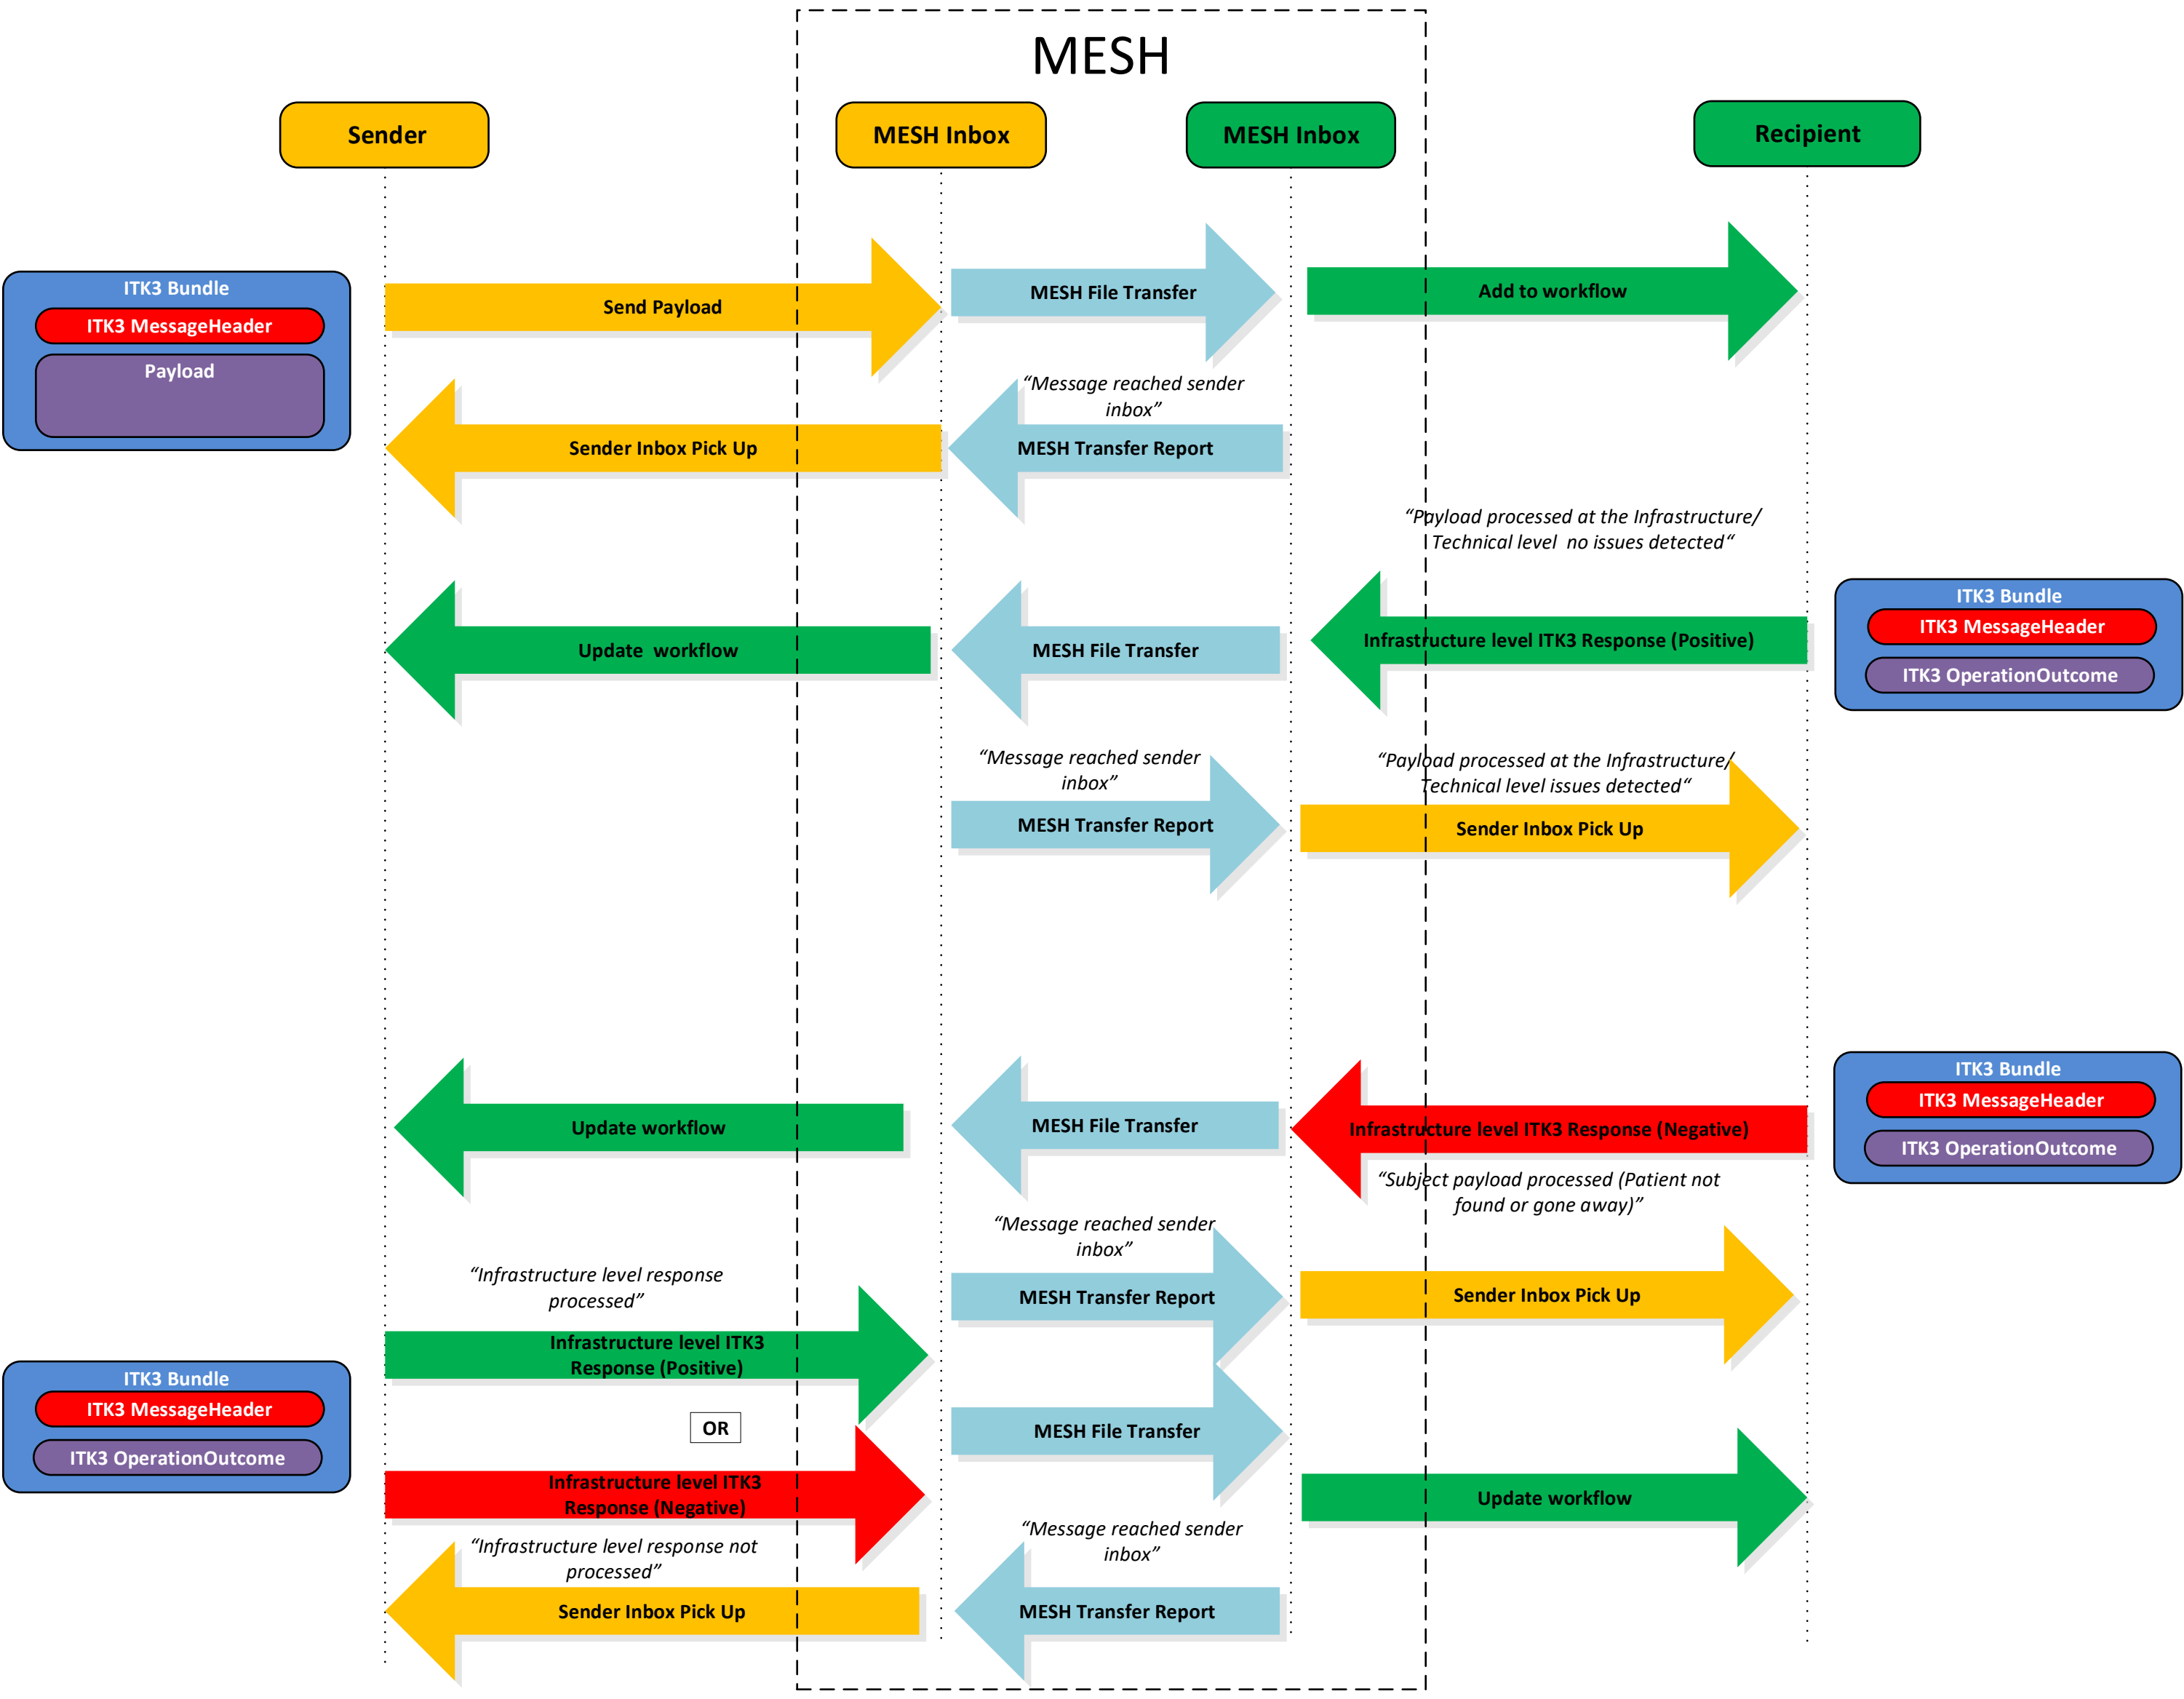 MESH
Sender
MESH Inbox
MESH Inbox
Recipient
ITK3 Bundle
ITK3 MessageHeader
Payload
Send Payload
MESH File Transfer
Add to workflow
“Message reached sender
inbox”
Sender Inbox Pick Up
MESH Transfer Report
“Payload processed at the Infrastructure/
Technical level  no issues detected“
Update  workflow
MESH File Transfer
Infrastructure level ITK3 Response (Positive)
ITK3 Bundle
ITK3 MessageHeader
ITK3 OperationOutcome
“Message reached sender
inbox”
MESH Transfer Report
“Payload processed at the Infrastructure/
Technical level issues detected“
Sender Inbox Pick Up
Update workflow
MESH File Transfer
Infrastructure level ITK3 Response (Negative)
ITK3 Bundle
ITK3 MessageHeader
ITK3 OperationOutcome
“Subject payload processed (Patient not
found or gone away)”
“Message reached sender
inbox”
MESH Transfer Report
Sender Inbox Pick Up
“Infrastructure level response
processed”
Infrastructure level ITK3
Response (Positive)
ITK3 Bundle
ITK3 MessageHeader
ITK3 OperationOutcome
OR
MESH File Transfer
Infrastructure level ITK3
Response (Negative)
Update workflow
“Infrastructure level response not
processed”
“Message reached sender
inbox”
Sender Inbox Pick Up
MESH Transfer Report